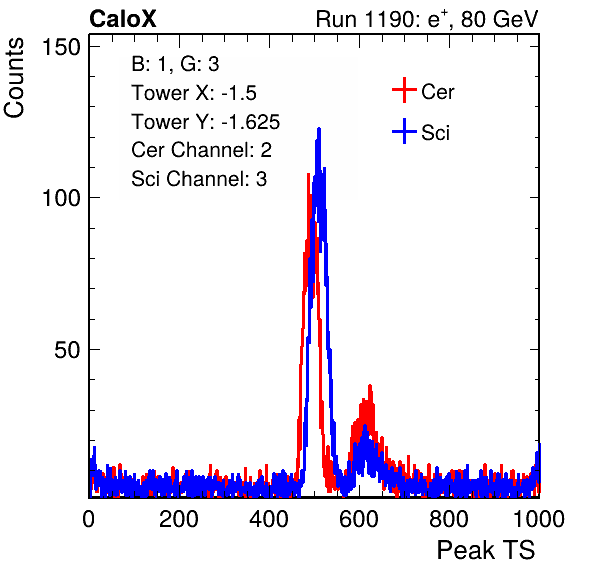 CaloX
Run 1190: e+, 80 GeV
Counts
150
100
50
B: 1, G: 3
Tower X: -1.5
Tower Y: -1.625
Cer Channel: 2
Sci Channel: 3
Cer
Sci
0
200
400
600
800
1000
Peak TS